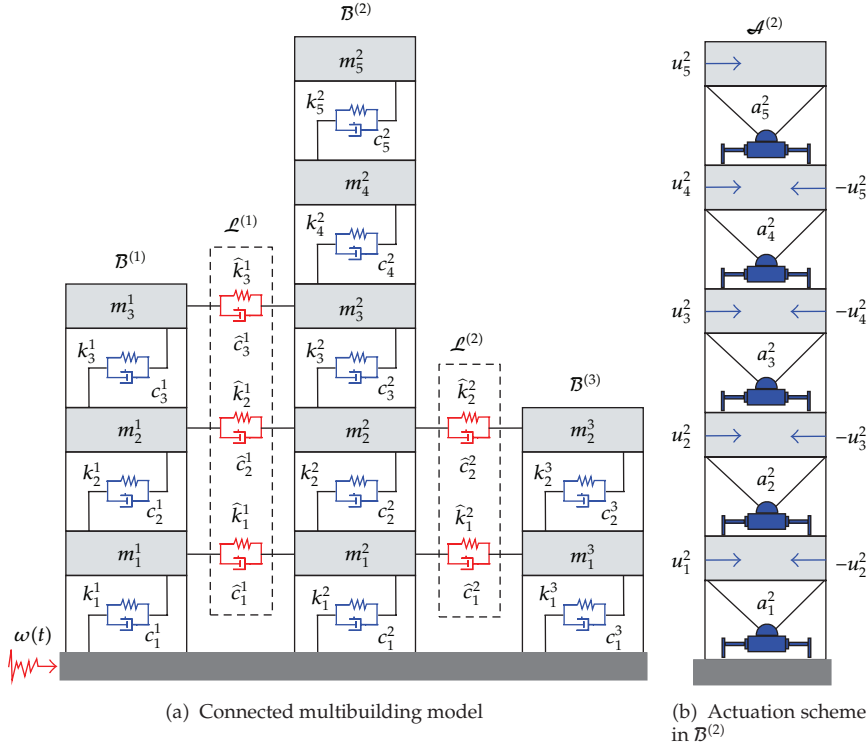 ℬ⁽²⁾
m₅²
k₅²
c₅²
m₄²
ℒ⁽¹⁾
k₄²
c₄²
ℬ⁽¹⁾
k̂₃¹
m₃¹
m₃²
ĉ₃¹
k₃¹
c₃¹
k₃²
c₃²
ℒ⁽²⁾
k̂₂¹
k̂₂²
ℬ⁽³⁾
m₂¹
m₂²
m₂³
ĉ₂¹
ĉ₂²
k₂¹
c₂¹
k₂²
c₂²
k₂³
c₂³
k̂₁¹
k̂₁²
m₁¹
m₁²
m₁³
ĉ₁¹
ĉ₁²
k₁¹
c₁¹
k₁²
c₁²
k₁³
c₁³
ω(t)
(a) Connected multibuilding model
𝒜⁽²⁾
u₅²
a₅²
u₄²
−u₅²
a₄²
u₃²
−u₄²
a₃²
u₂²
−u₃²
a₂²
u₁²
−u₂²
a₁²
(b) Actuation scheme
in ℬ⁽²⁾